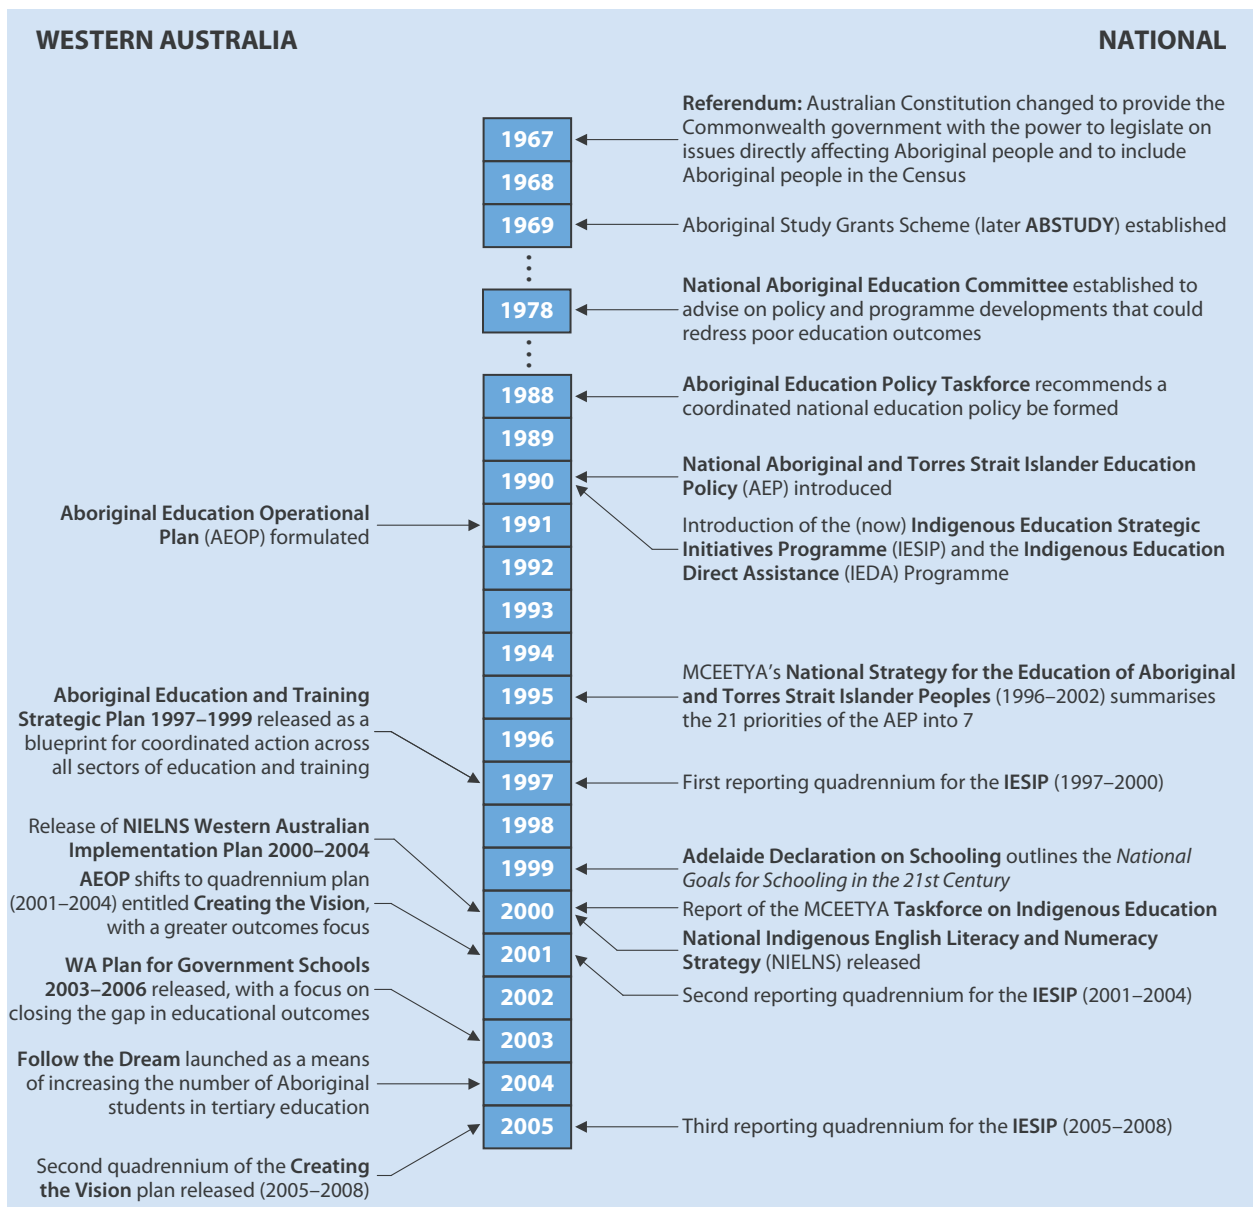 WESTERN AUSTRALIA
NATIONAL
Referendum: Australian Constitution changed to provide the
Commonwealth government with the power to legislate on
issues directly affecting Aboriginal people and to include
Aboriginal people in the Census
1967
1968
1969
Aboriginal Study Grants Scheme (later ABSTUDY) established
National Aboriginal Education Committee established to
advise on policy and programme developments that could
redress poor education outcomes
1978
Aboriginal Education Policy Taskforce recommends a
coordinated national education policy be formed
1988
1989
National Aboriginal and Torres Strait Islander Education
Policy (AEP) introduced
1990
Aboriginal Education Operational
Plan (AEOP) formulated
1991
Introduction of the (now) Indigenous Education Strategic
Initiatives Programme (IESIP) and the Indigenous Education
Direct Assistance (IEDA) Programme
1992
1993
1994
MCEETYA's National Strategy for the Education of Aboriginal
and Torres Strait Islander Peoples (1996–2002) summarises
the 21 priorities of the AEP into 7
1995
Aboriginal Education and Training
Strategic Plan 1997–1999 released as a
blueprint for coordinated action across
all sectors of education and training
1996
1997
First reporting quadrennium for the IESIP (1997–2000)
1998
Release of NIELNS Western Australian
Implementation Plan 2000–2004
1999
Adelaide Declaration on Schooling outlines the National
Goals for Schooling in the 21st Century
AEOP shifts to quadrennium plan
(2001–2004) entitled Creating the Vision,
with a greater outcomes focus
2000
Report of the MCEETYA Taskforce on Indigenous Education
National Indigenous English Literacy and Numeracy
Strategy (NIELNS) released
2001
WA Plan for Government Schools
2003–2006 released, with a focus on
closing the gap in educational outcomes
2002
Second reporting quadrennium for the IESIP (2001–2004)
2003
Follow the Dream launched as a means
of increasing the number of Aboriginal
students in tertiary education
2004
2005
Third reporting quadrennium for the IESIP (2005–2008)
Second quadrennium of the Creating
the Vision plan released (2005–2008)